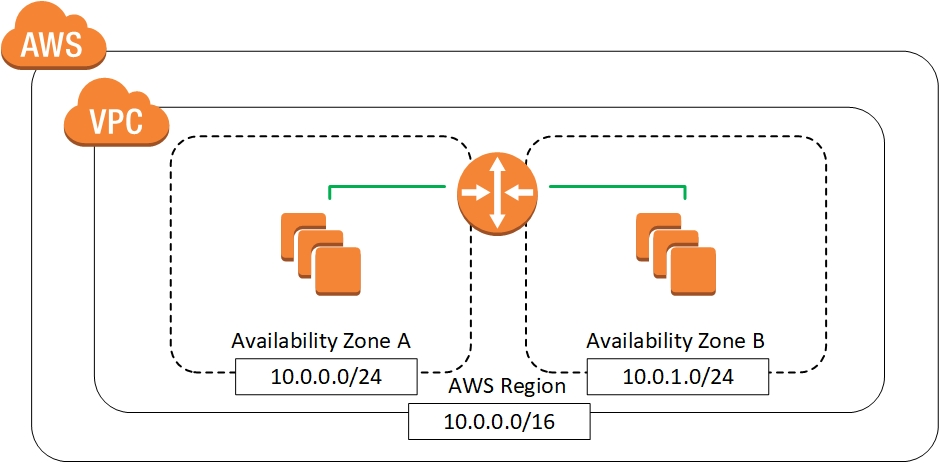 AWS
VPC
Availability Zone A
10.0.0.0/24
Availability Zone B
10.0.1.0/24
AWS Region
10.0.0.0/16